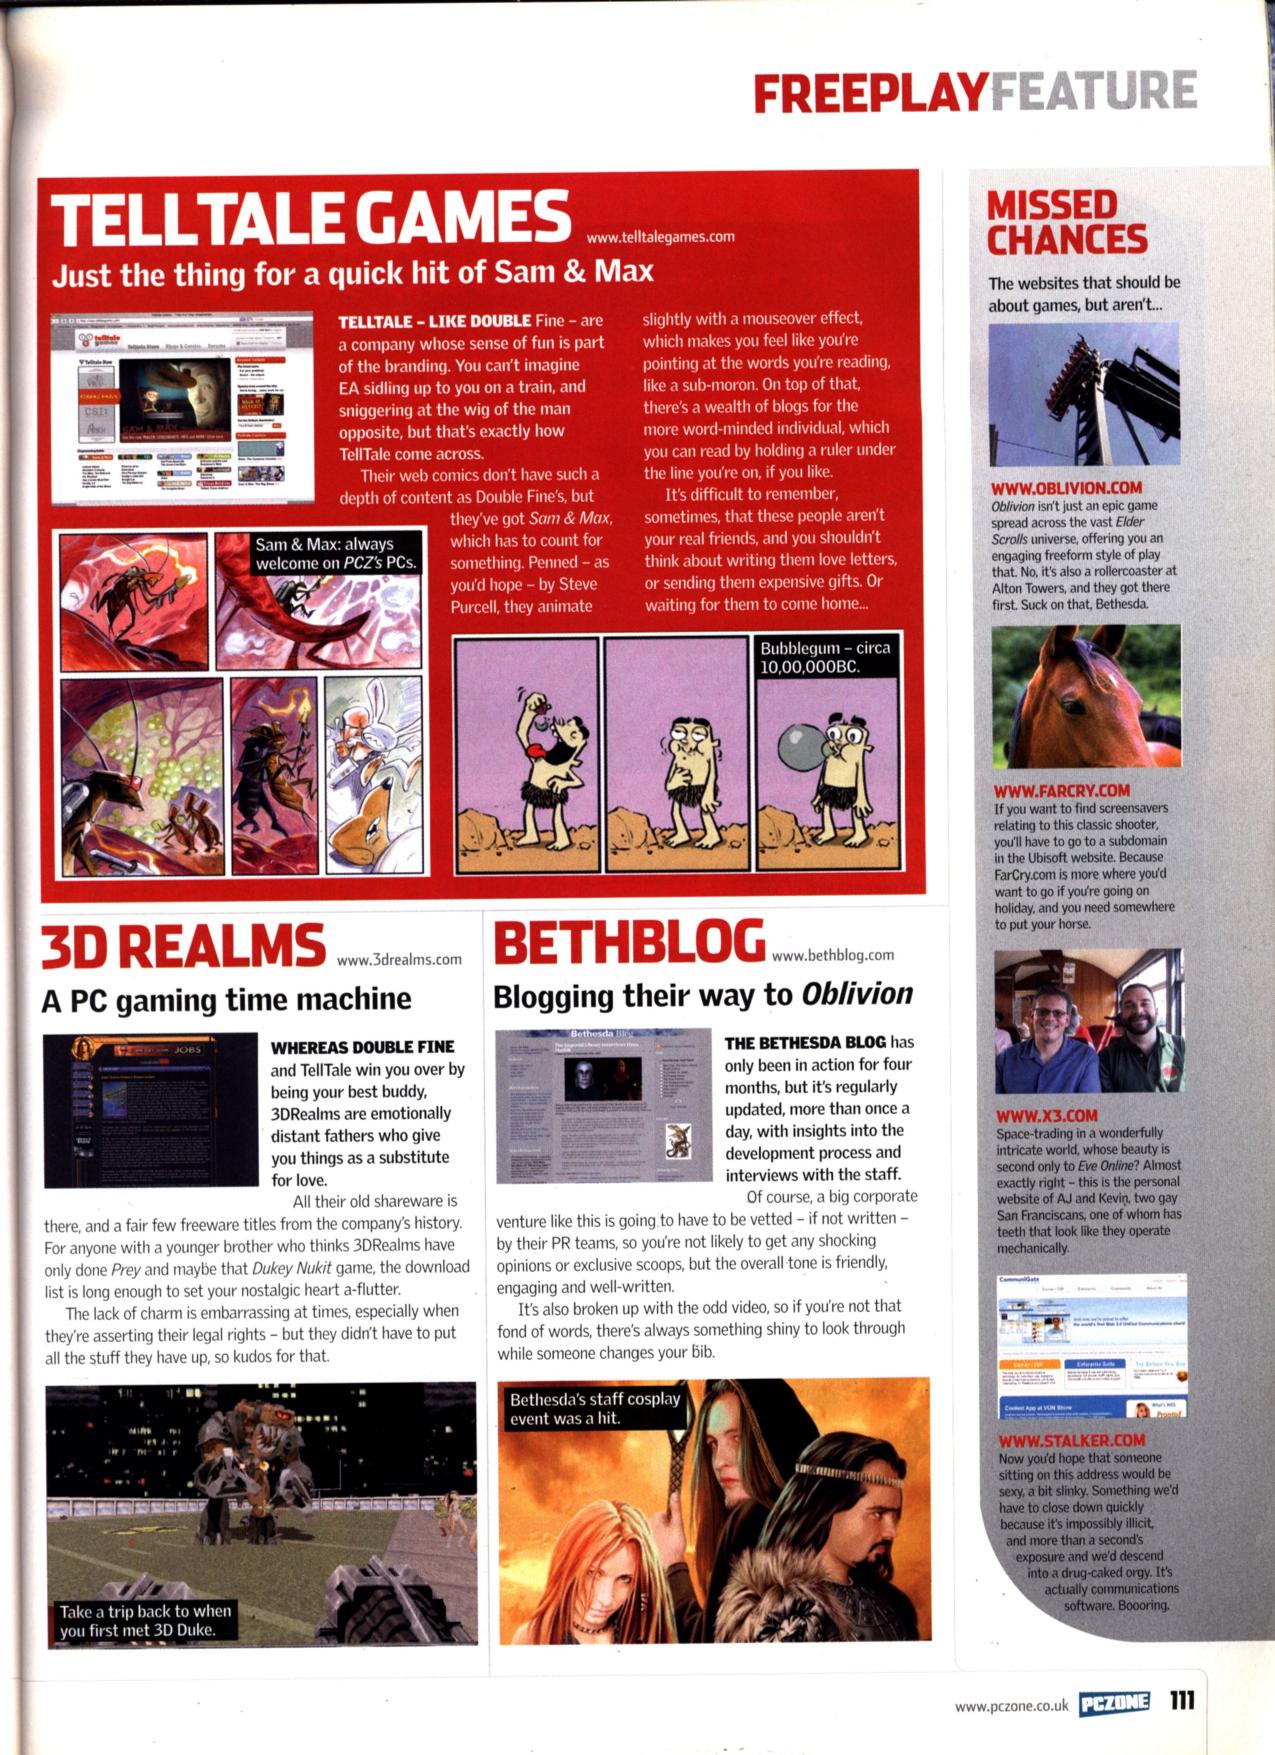 FREEPLAYFEATURE
TELLTALE GAMES www.telltalegames.com
Just the thing for a quick hit of Sam & Max
TELLTALE – LIKE DOUBLE Fine – are
a company whose sense of fun is part
of the branding. You can't imagine
EA sidling up to you on a train, and
sniggering at the wig of the man
opposite, but that's exactly how
TellTale come across.
Their web comics don't have such a
depth of content as Double Fine's, but
they've got Sam & Max,
which has to count for
something. Penned – as
you'd hope – by Steve
Purcell, they animate
slightly with a mouseover effect,
which makes you feel like you're
pointing at the words you're reading,
like a sub-moron. On top of that,
there's a wealth of blogs for the
more word-minded individual, which
you can read by holding a ruler under
the line you're on, if you like.
It's difficult to remember,
sometimes, that these people aren't
your real friends, and you shouldn't
think about writing them love letters,
or sending them expensive gifts. Or
waiting for them to come home...
Sam & Max: always
welcome on PCZ's PCs.
Bubblegum – circa
10,00,000BC.
3D REALMS www.3drealms.com
A PC gaming time machine
JOBS
WHEREAS DOUBLE FINE
and TellTale win you over by
being your best buddy,
3DRealms are emotionally
distant fathers who give
you things as a substitute
for love.
All their old shareware is
there, and a fair few freeware titles from the company's history.
For anyone with a younger brother who thinks 3DRealms have
only done Prey and maybe that Dukey Nukit game, the download
list is long enough to set your nostalgic heart a-flutter.
The lack of charm is embarrassing at times, especially when
they're asserting their legal rights – but they didn't have to put
all the stuff they have up, so kudos for that.
Take a trip back to when
you first met 3D Duke.
BETHBLOG www.bethblog.com
Blogging their way to Oblivion
Bethesda Blog
THE BETHESDA BLOG has
only been in action for four
months, but it's regularly
updated, more than once a
day, with insights into the
development process and
interviews with the staff.
Of course, a big corporate
venture like this is going to have to be vetted – if not written –
by their PR teams, so you're not likely to get any shocking
opinions or exclusive scoops, but the overall tone is friendly,
engaging and well-written.
It's also broken up with the odd video, so if you're not that
fond of words, there's always something shiny to look through
while someone changes your bib.
Bethesda's staff cosplay
event was a hit.
MISSED
CHANCES
The websites that should be
about games, but aren't...
WWW.OBLIVION.COM
Oblivion isn't just an epic game
spread across the vast Elder
Scrolls universe, offering you an
engaging freeform style of play
that. No, it's also a rollercoaster at
Alton Towers, and they got there
first. Suck on that, Bethesda.
WWW.FARCRY.COM
If you want to find screensavers
relating to this classic shooter,
you'll have to go to a subdomain
in the Ubisoft website. Because
FarCry.com is more where you'd
want to go if you're going on
holiday, and you need somewhere
to put your horse.
WWW.X3.COM
Space-trading in a wonderfully
intricate world, whose beauty is
second only to Eve Online? Almost
exactly right – this is the personal
website of AJ and Kevin, two gay
San Franciscans, one of whom has
teeth that look like they operate
mechanically.
CommuniGate
WWW.STALKER.COM
Now you'd hope that someone
sitting on this address would be
sexy, a bit slinky. Something we'd
have to close down quickly
because it's impossibly illicit,
and more than a second's
exposure and we'd descend
into a drug-caked orgy. It's
actually communications
software. Boooring.
www.pczone.co.uk PCZONE 111